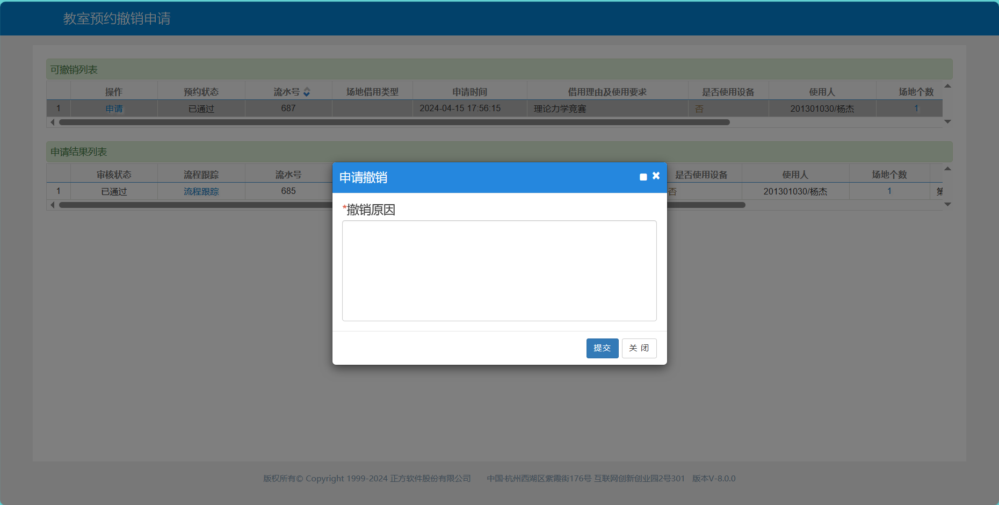 教室预约撤销申请
可撤销列表
操作 预约状态 流水号 场地借用类型 申请时间 借用理由及使用要求 是否使用设备 使用人 场地个数
1 申请 已通过 687 2024-04-15 17:56:15 理论力学竞赛 否 201301030/杨杰 1
申请结果列表
审核状态 流程跟踪 流水号 是否使用设备 使用人 场地个数
1 已通过 流程跟踪 685 否 201301030/杨杰 1 第
申请撤销
*撤销原因
提交 关 闭
版权所有© Copyright 1999-2024 正方软件股份有限公司 中国·杭州西湖区紫霞街176号 互联网创新创业园2号301 版本V-8.0.0